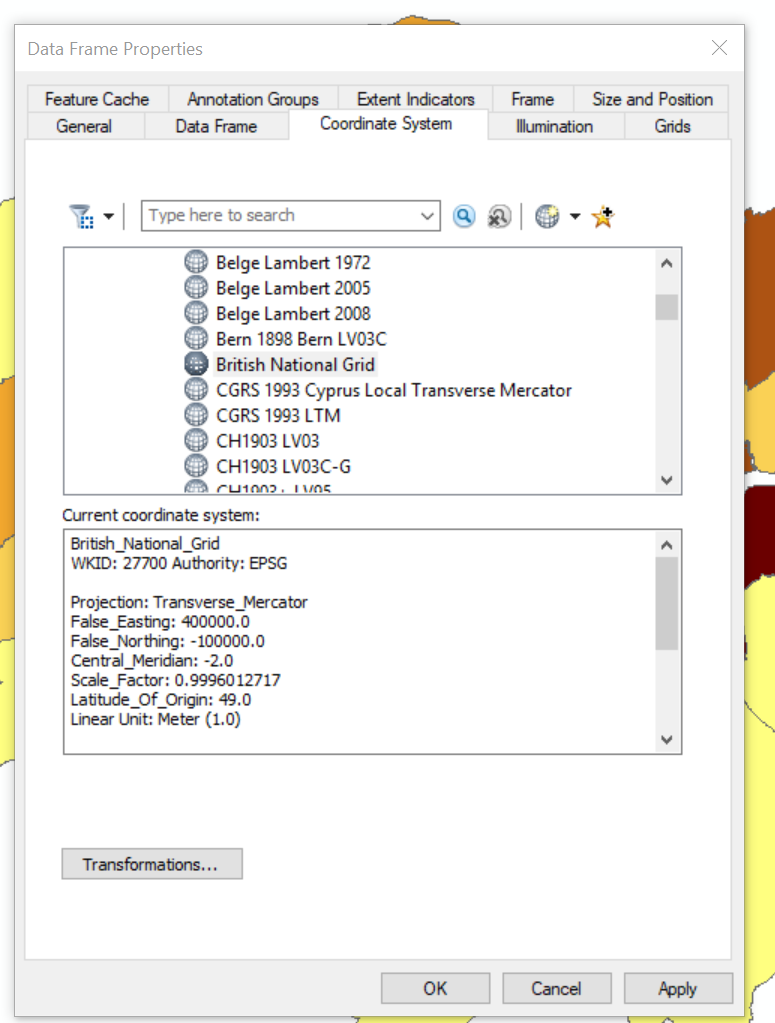 Data Frame Properties
Feature Cache Annotation Groups Extent Indicators Frame Size and Position
General Data Frame Coordinate System Illumination Grids
Type here to search
Belge Lambert 1972
Belge Lambert 2005
Belge Lambert 2008
Bern 1898 Bern LV03C
British National Grid
CGRS 1993 Cyprus Local Transverse Mercator
CGRS 1993 LTM
CH1903 LV03
CH1903 LV03C-G
CH1903+ LV95
Current coordinate system:
British_National_Grid
WKID: 27700 Authority: EPSG
Projection: Transverse_Mercator
False_Easting: 400000.0
False_Northing: -100000.0
Central_Meridian: -2.0
Scale_Factor: 0.9996012717
Latitude_Of_Origin: 49.0
Linear Unit: Meter (1.0)
Transformations...
OK Cancel Apply